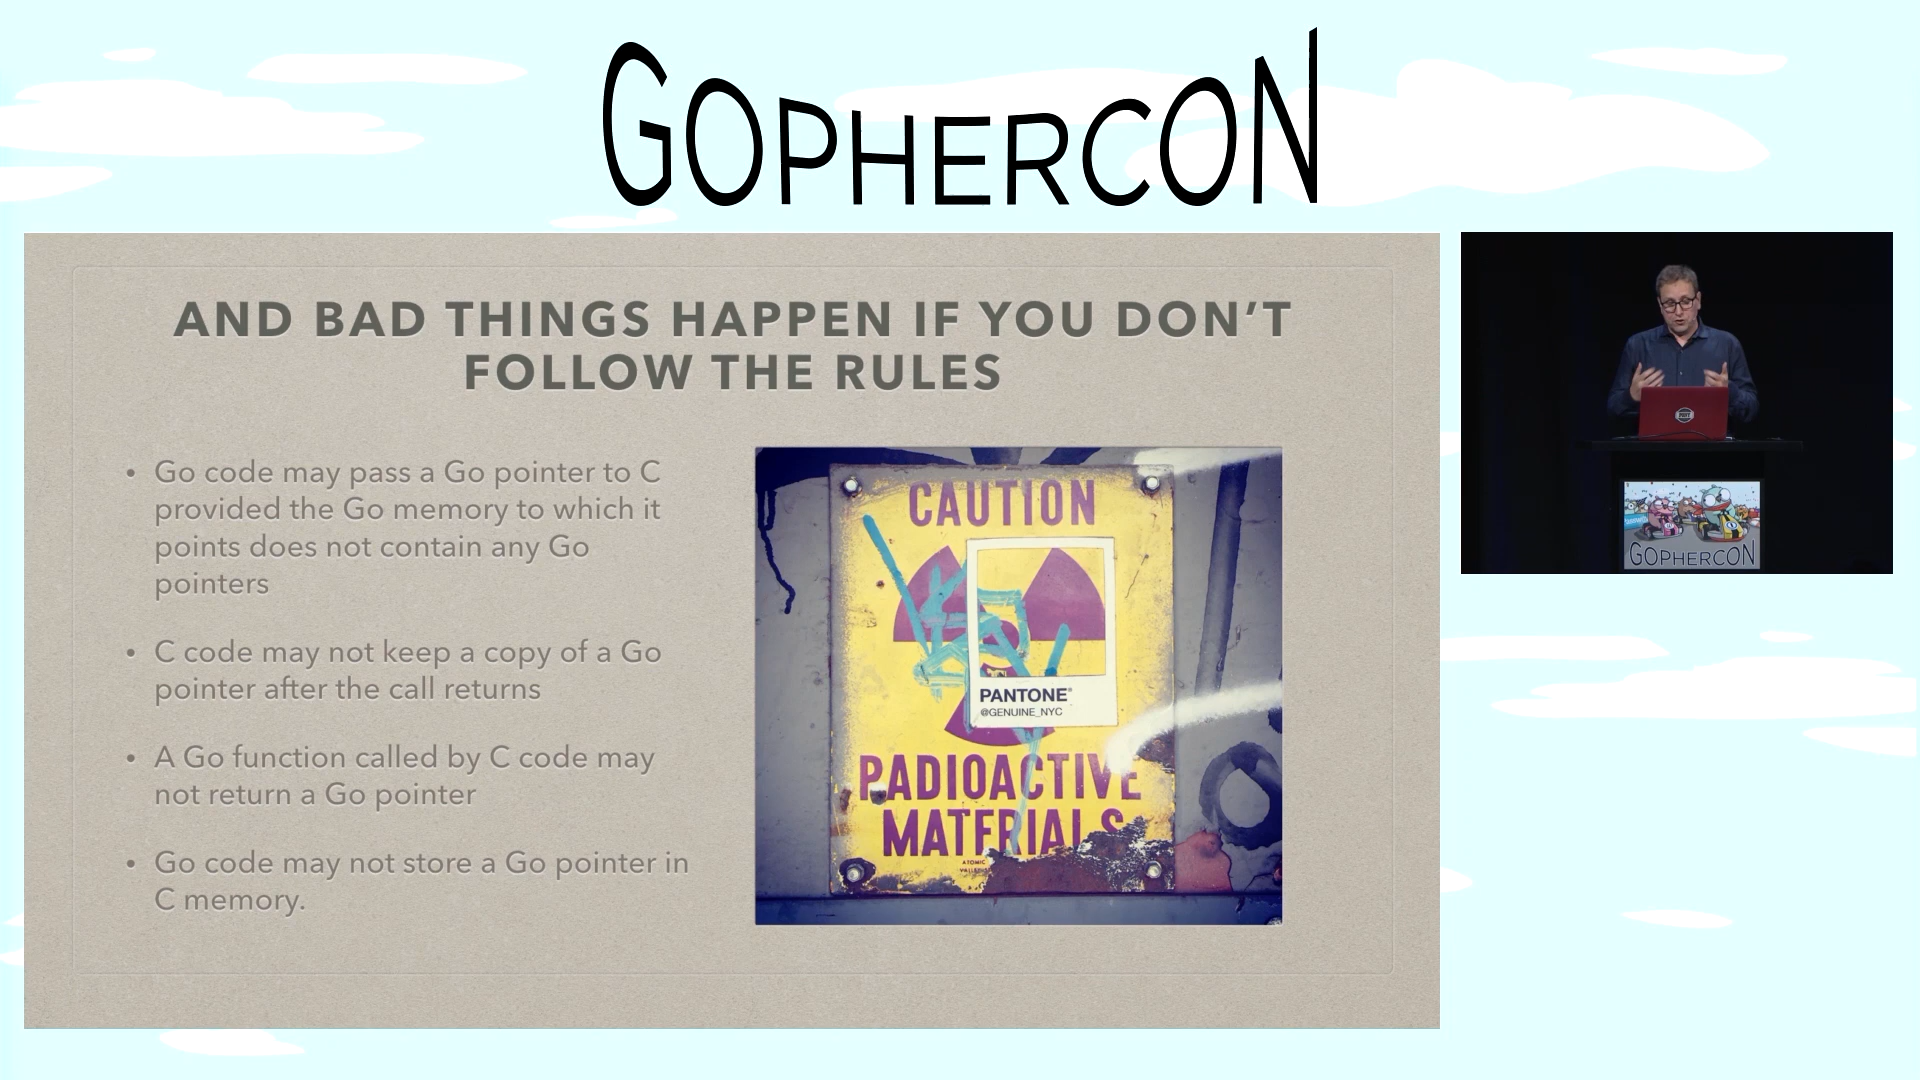 GOPHERCON
AND BAD THINGS HAPPEN IF YOU DON'T
FOLLOW THE RULES
• Go code may pass a Go pointer to C
provided the Go memory to which it
points does not contain any Go
pointers
• C code may not keep a copy of a Go
pointer after the call returns
• A Go function called by C code may
not return a Go pointer
• Go code may not store a Go pointer in
C memory.
CAUTION
PANTONE®
@GENUINE_NYC
RADIOACTIVE
MATERIALS
ATOMIC
GOPHERCON